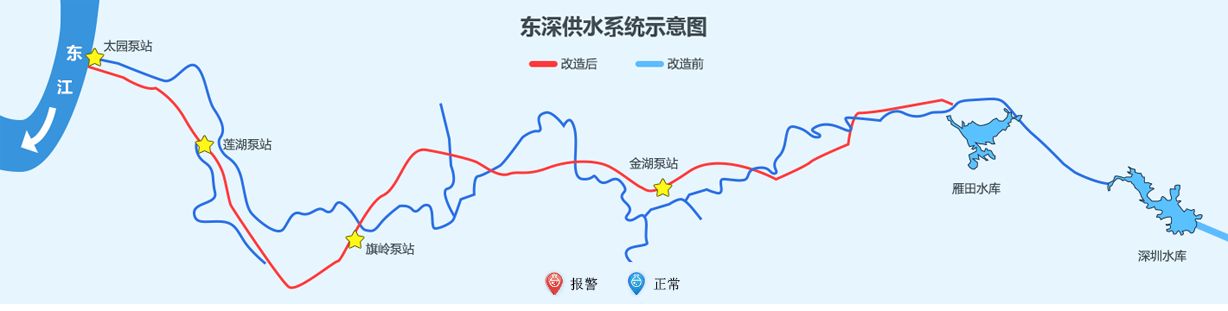 东深供水系统示意图
改造后
改造前
太园泵站
东
江
莲湖泵站
旗岭泵站
金湖泵站
雁田水库
深圳水库
报警
正常